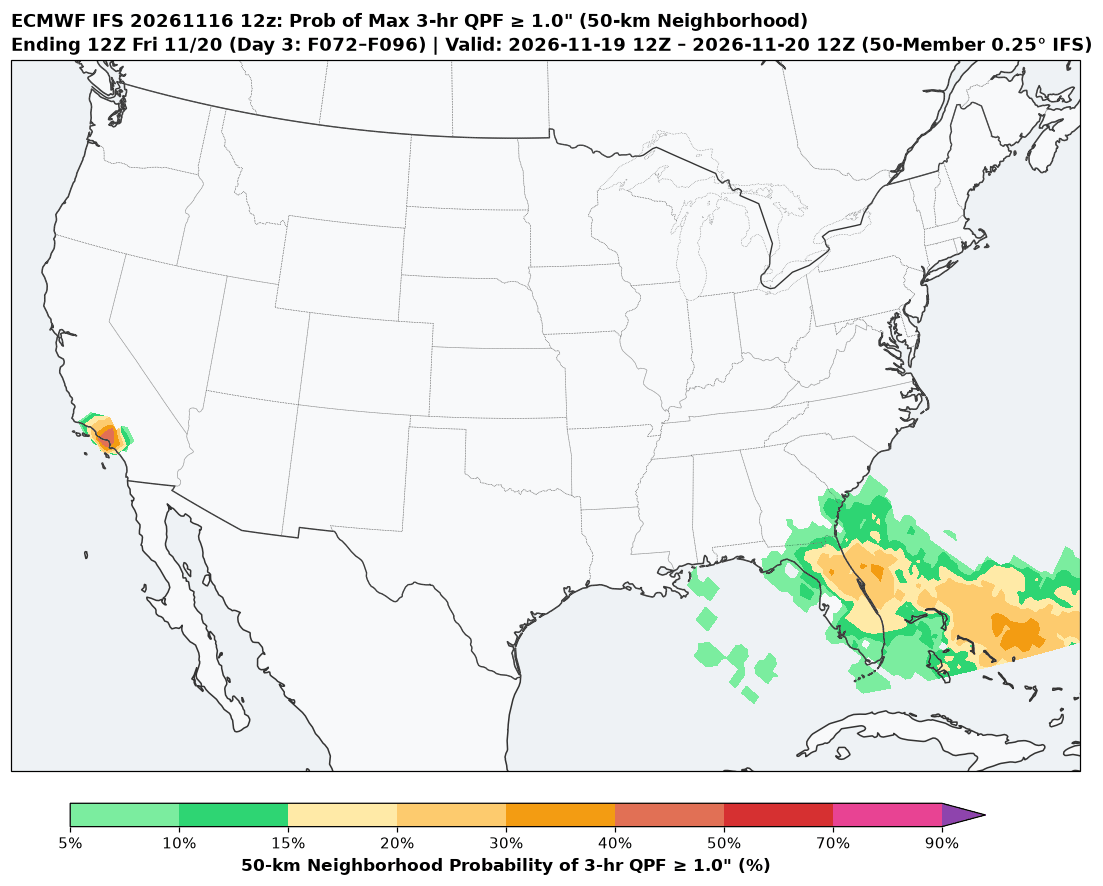 ECMWF IFS 20261116 12z: Prob of Max 3-hr QPF ≥ 1.0" (50-km Neighborhood)
Ending 12Z Fri 11/20 (Day 3: F072–F096) | Valid: 2026-11-19 12Z – 2026-11-20 12Z (50-Member 0.25° IFS)
5% 10% 15% 20% 30% 40% 50% 70% 90%
50-km Neighborhood Probability of 3-hr QPF ≥ 1.0" (%)